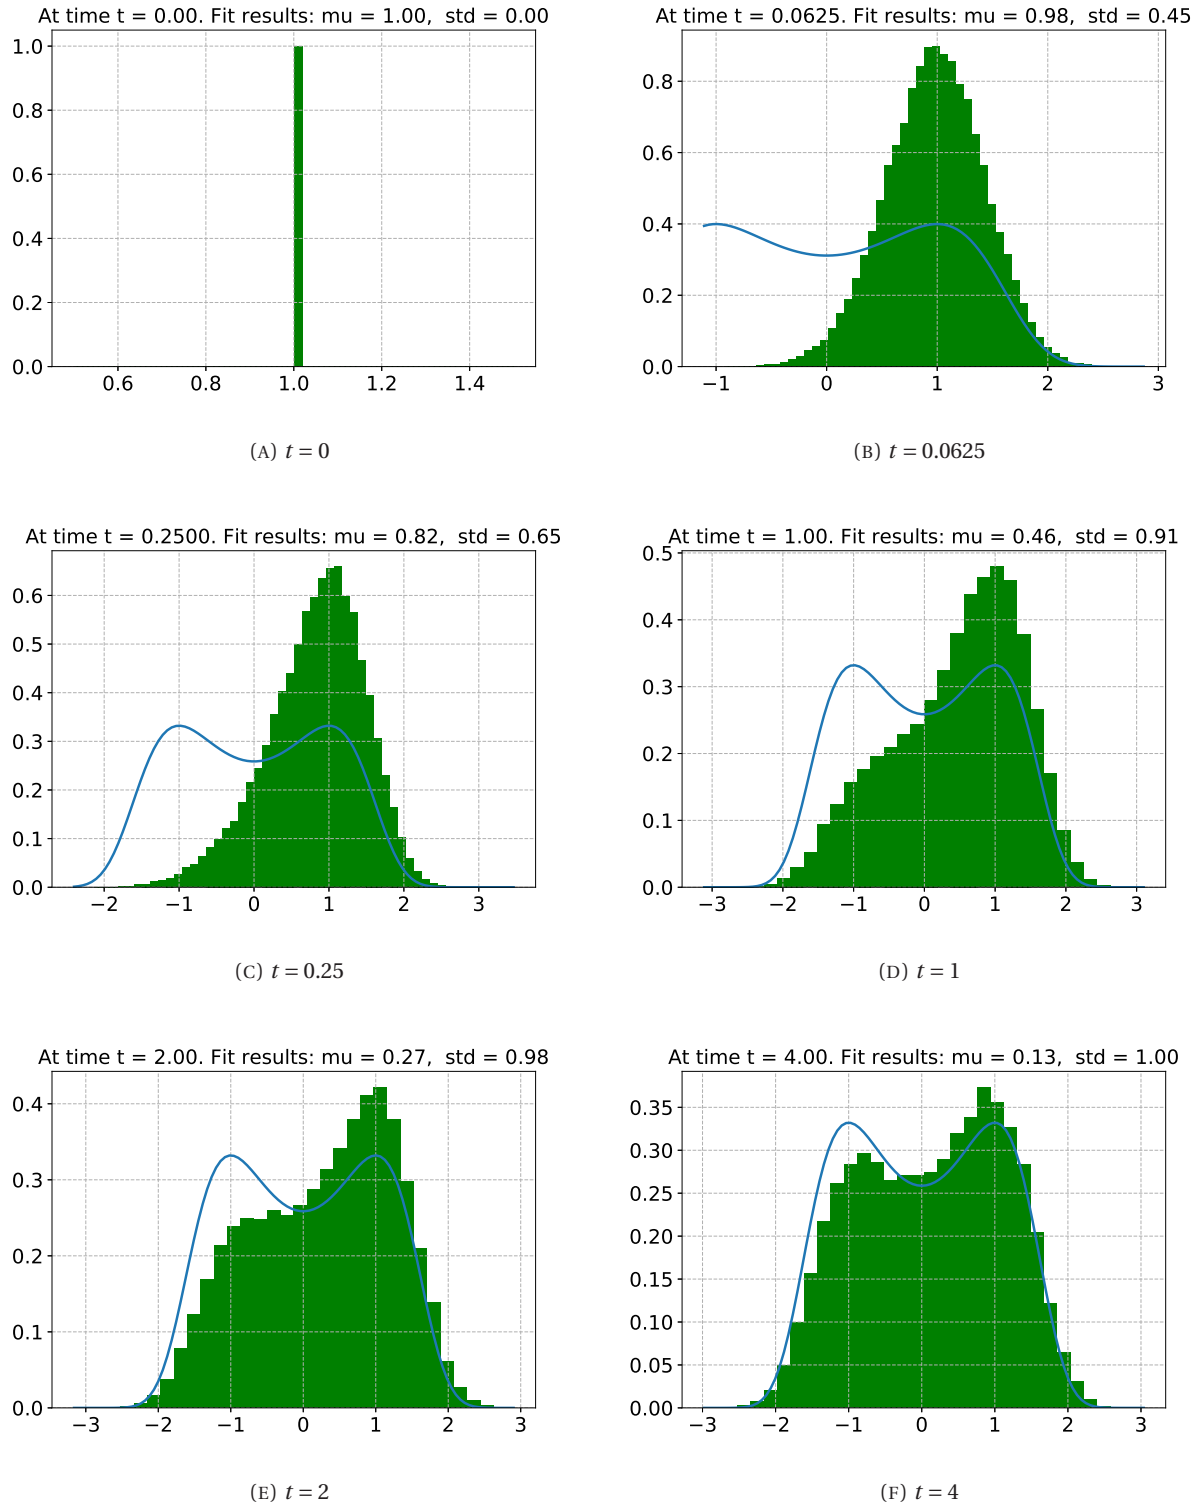 At time t = 0.00. Fit results: mu = 1.00,  std = 0.00
1.0
0.8
0.6
0.4
0.2
0.0
0.6 0.8 1.0 1.2 1.4
(A) t = 0
At time t = 0.0625. Fit results: mu = 0.98,  std = 0.45
0.8
0.6
0.4
0.2
0.0
−1 0 1 2 3
(B) t = 0.0625
At time t = 0.2500. Fit results: mu = 0.82,  std = 0.65
0.6
0.5
0.4
0.3
0.2
0.1
0.0
−2 −1 0 1 2 3
(C) t = 0.25
At time t = 1.00. Fit results: mu = 0.46,  std = 0.91
0.5
0.4
0.3
0.2
0.1
0.0
−3 −2 −1 0 1 2 3
(D) t = 1
At time t = 2.00. Fit results: mu = 0.27,  std = 0.98
0.4
0.3
0.2
0.1
0.0
−3 −2 −1 0 1 2 3
(E) t = 2
At time t = 4.00. Fit results: mu = 0.13,  std = 1.00
0.35
0.30
0.25
0.20
0.15
0.10
0.05
0.00
−3 −2 −1 0 1 2 3
(F) t = 4